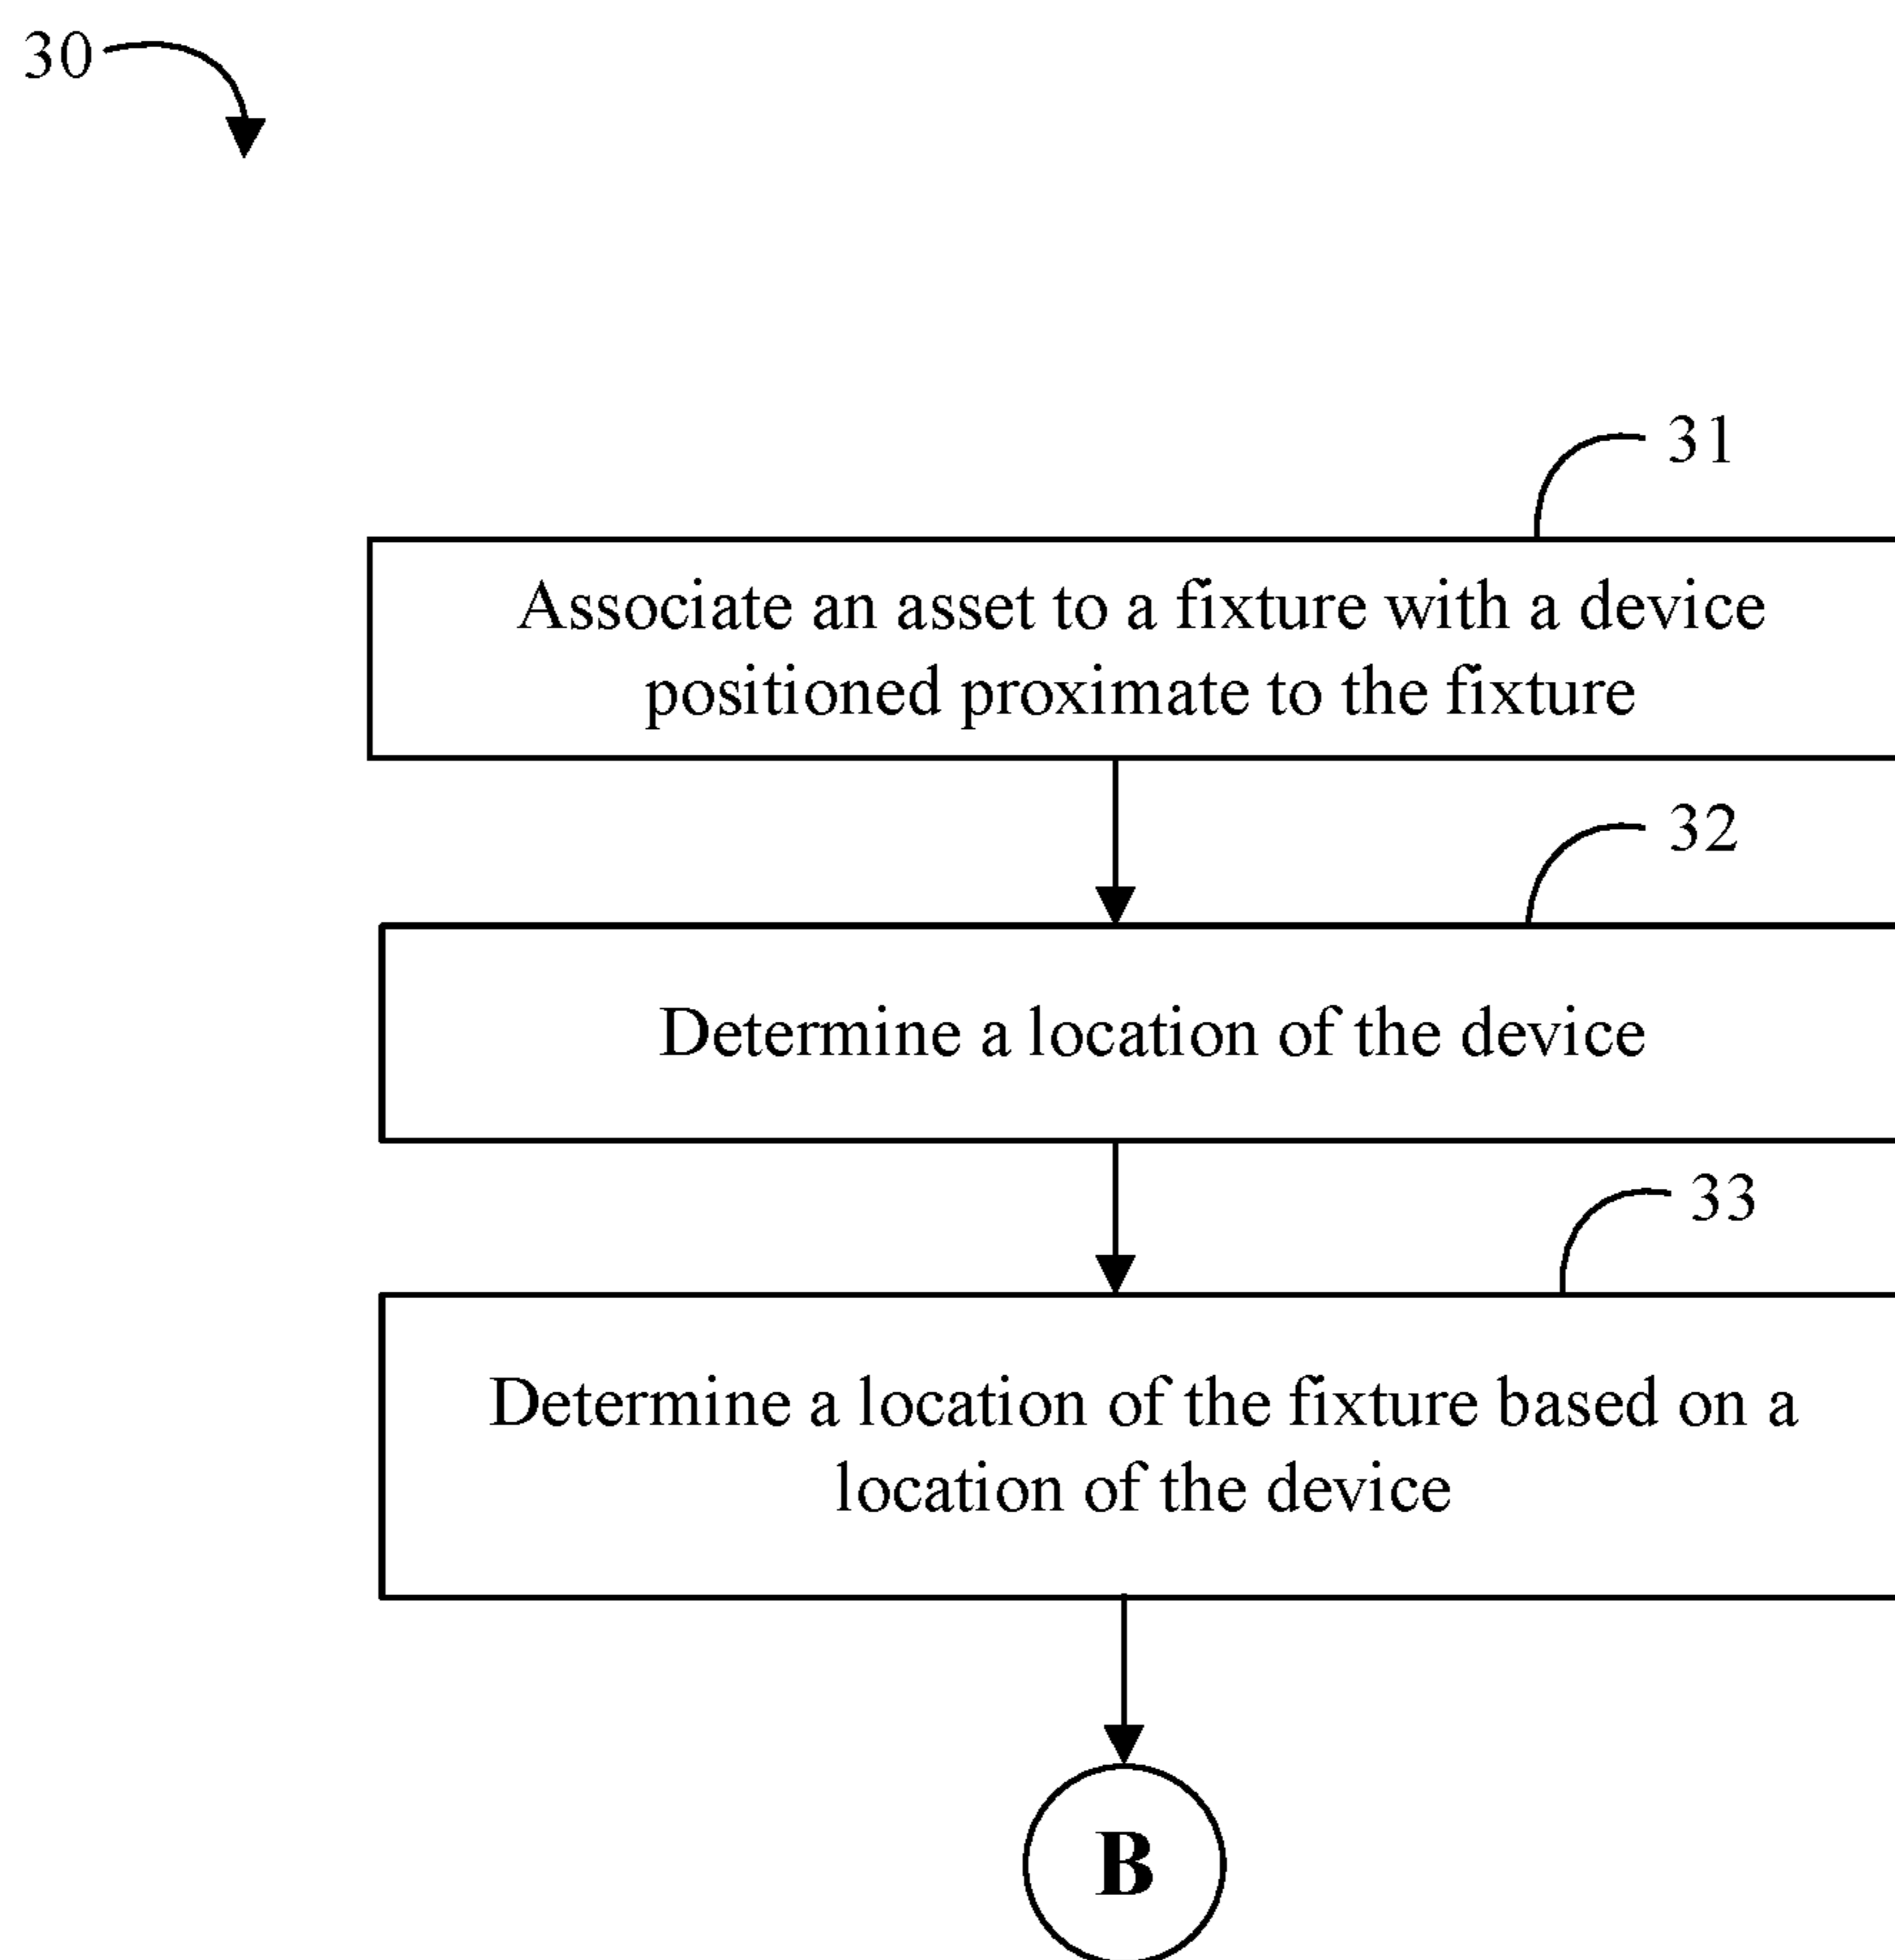 30
31
Associate an asset to a fixture with a device
positioned proximate to the fixture
32
Determine a location of the device
33
Determine a location of the fixture based on a
location of the device
B